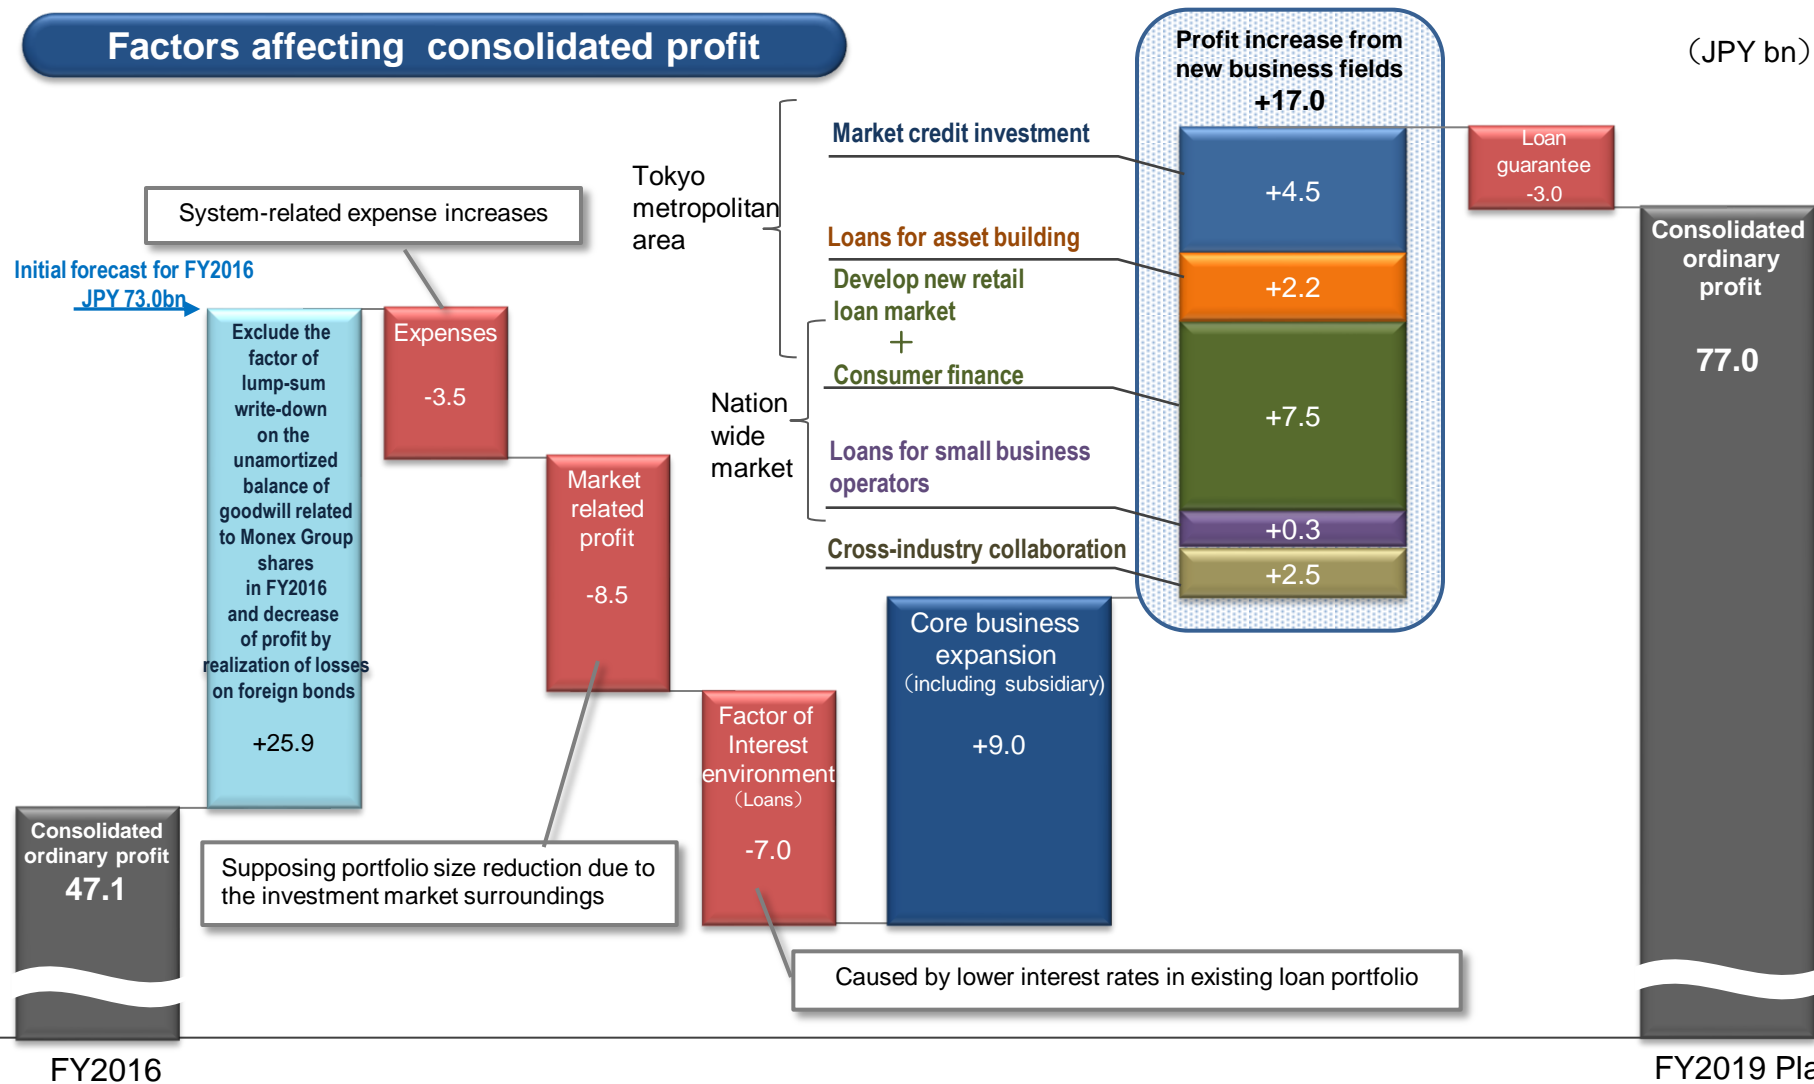 Factors affecting consolidated profit
（JPY bn）
Profit increase from
new business fields
+17.0
Market credit investment
+4.5
Loan
guarantee
-3.0
Tokyo
metropolitan
area
System-related expense increases
Loans for asset building
+2.2
Consolidated
ordinary
profit
77.0
Initial forecast for FY2016
JPY 73.0bn
Develop new retail
loan market
+
Consumer finance
+7.5
Exclude the
factor of
lump-sum
write-down
on the
unamortized
balance of
goodwill related
to Monex Group
shares
in FY2016
and decrease
of profit by
realization of losses
on foreign bonds
+25.9
Expenses
-3.5
Nation
wide
market
Loans for small business
operators
+0.3
Market
related
profit
-8.5
Cross-industry collaboration
+2.5
Core business
expansion
（including subsidiary)
+9.0
Factor of
Interest
environment
（Loans）
-7.0
Consolidated
ordinary profit
47.1
Supposing portfolio size reduction due to
the investment market surroundings
Caused by lower interest rates in existing loan portfolio
FY2016
FY2019 Pla